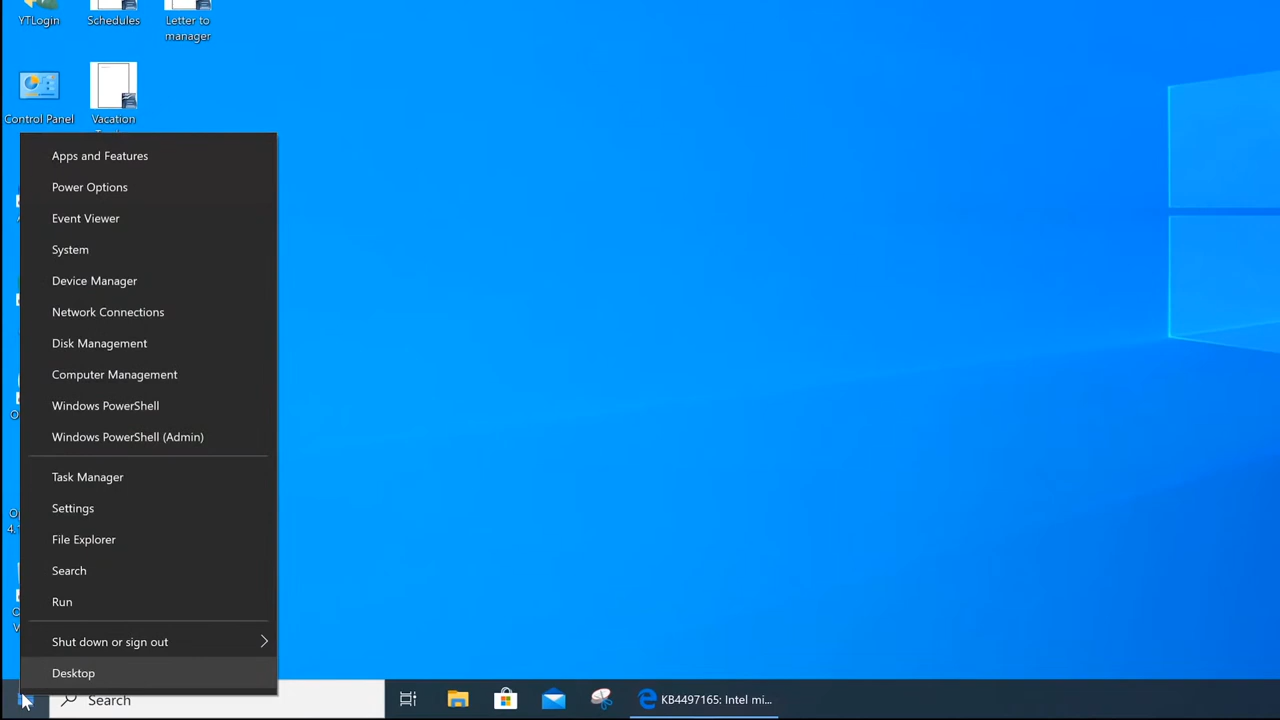 YTLogin
Schedules
Letter to
manager
Control Panel
Vacation
Apps and Features
Power Options
Event Viewer
System
Device Manager
Network Connections
Disk Management
Computer Management
Windows PowerShell
Windows PowerShell (Admin)
Task Manager
Settings
File Explorer
Search
Run
Shut down or sign out
Desktop
Search
KB4497165: Intel mi...